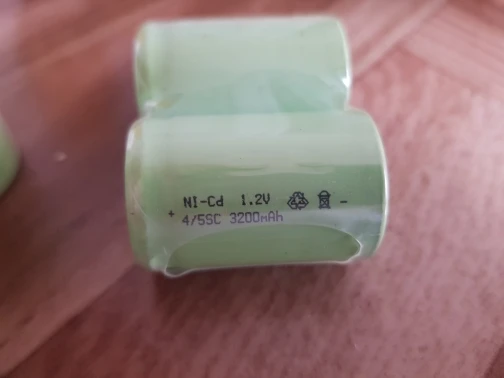 NI-Cd 1.2V -
+ 4/5SC 3200mAh